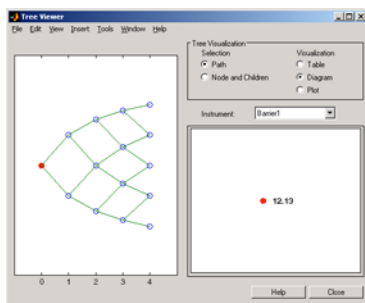 Tree Viewer
File Edit View Insert Tools Window Help
Tree Visualization
Selection
Visualization
Path
Table
Node and Children
Diagram
Plot
Instrument:
Barrier1
12.13
0 1 2 3 4
Help
Close